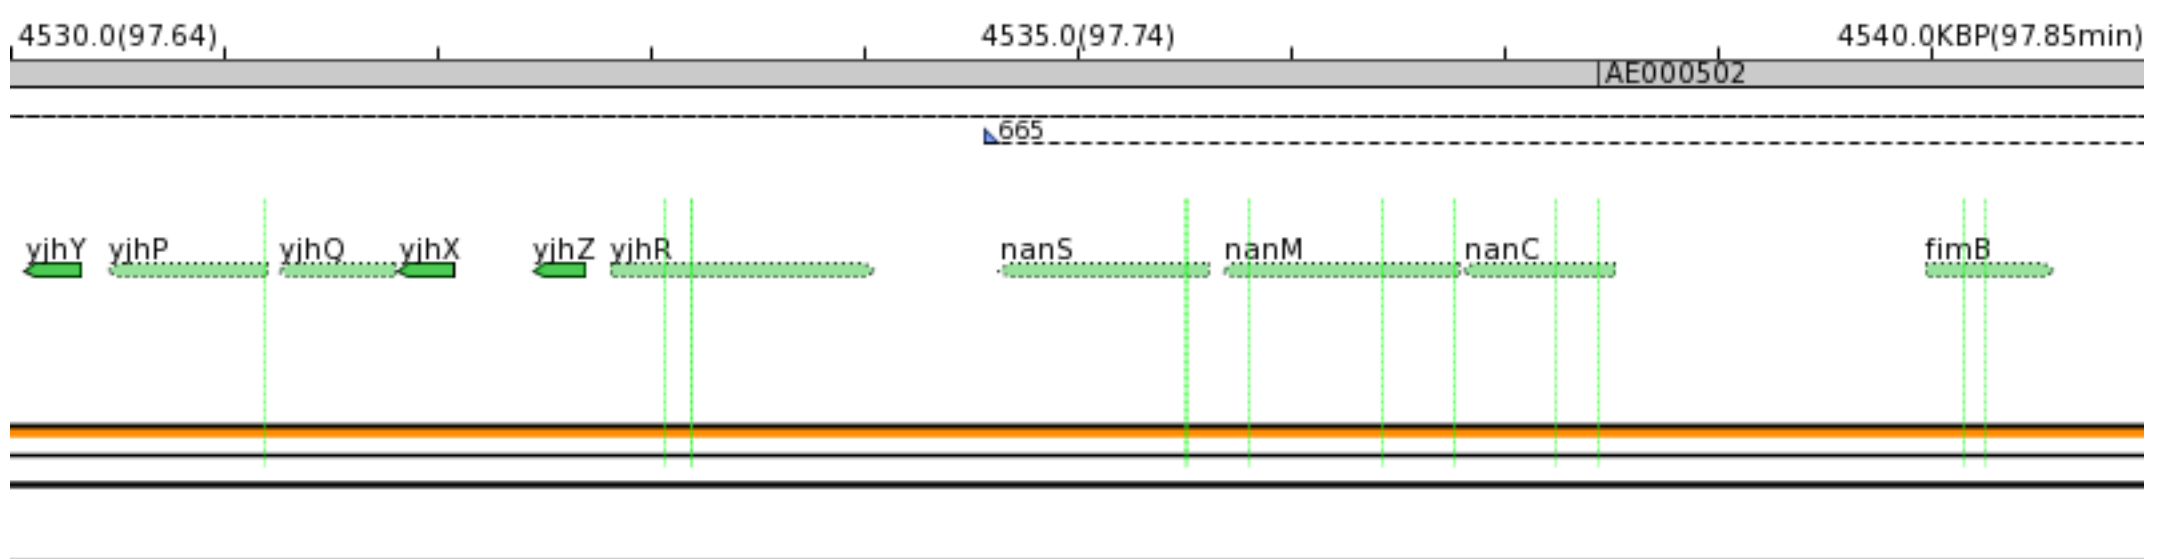 4530.0(97.64) 4535.0(97.74) 4540.0KBP(97.85min)
AE000502
665
yjhY yjhP yjhQ yjhX yjhZ yjhR nanS nanM nanC fimB